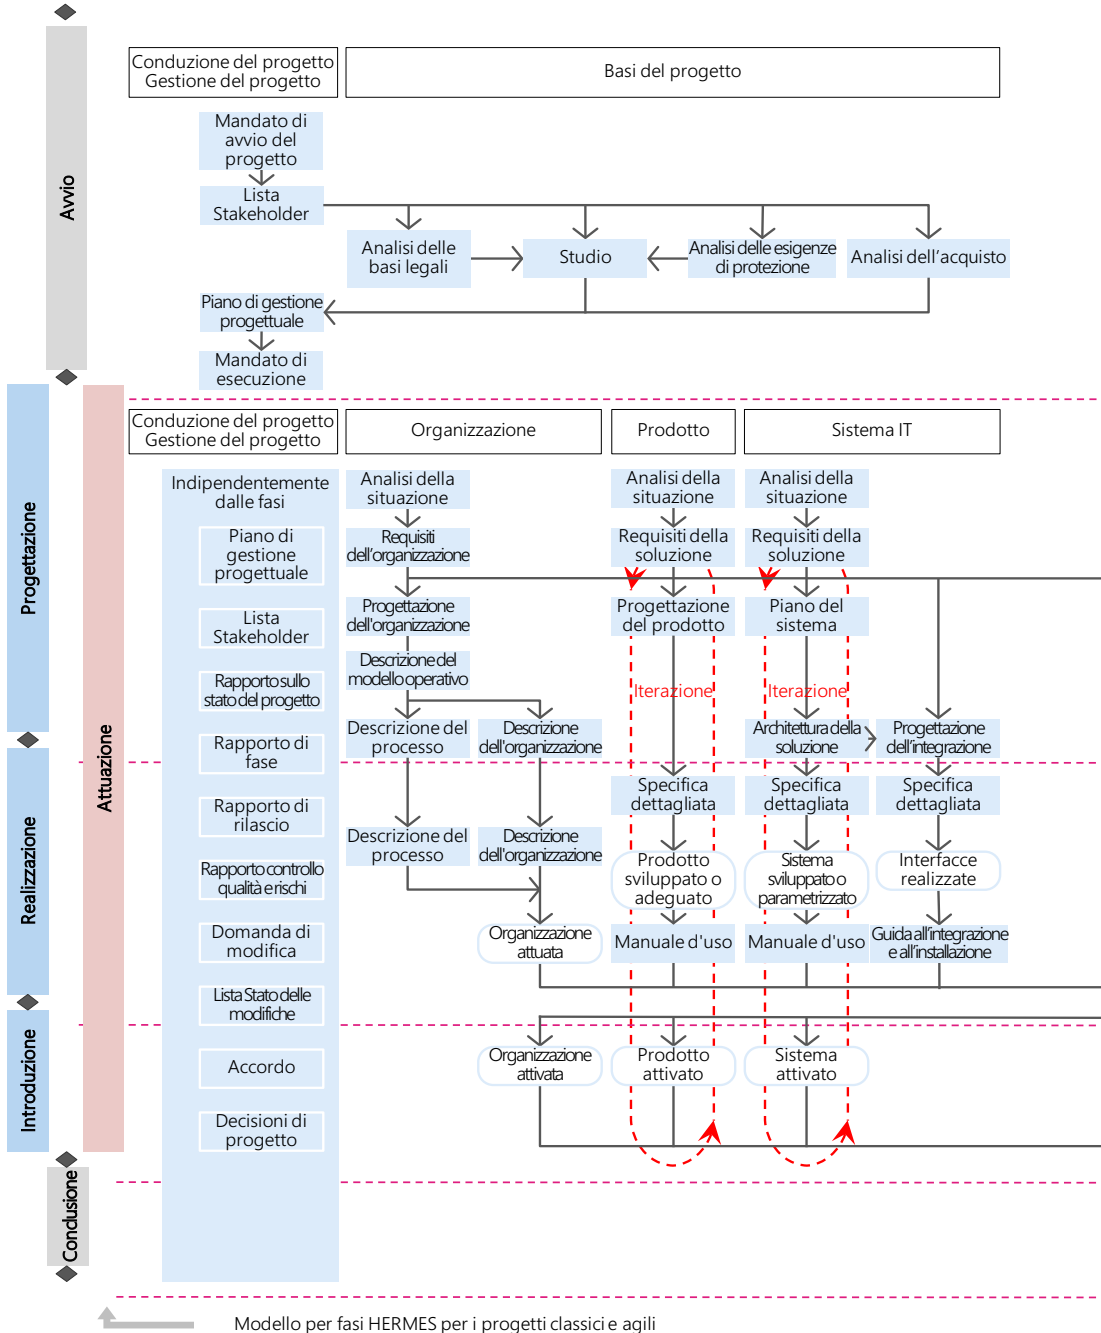 Conduzione del progetto
Gestione del progetto
Basi del progetto
Mandato di
avvio del
progetto
Lista
Stakeholder
Analisi delle
basi legali
Studio
Analisi delle esigenze
di protezione
Analisi dell'acquisto
Piano di gestione
progettuale
Mandato di
esecuzione
Avvio
Conduzione del progetto
Gestione del progetto
Organizzazione
Prodotto
Sistema IT
Indipendentemente
dalle fasi
Piano di
gestione
progettuale
Lista
Stakeholder
Rapporto sullo
stato del progetto
Rapporto di
fase
Rapporto di
rilascio
Rapporto controllo
qualità e rischi
Domanda di
modifica
Lista Stato delle
modifiche
Accordo
Decisioni di
progetto
Analisi della
situazione
Requisiti
dell'organizzazione
Progettazione
dell'organizzazione
Descrizione del
modello operativo
Descrizione del
processo
Descrizione
dell'organizzazione
Descrizione del
processo
Descrizione
dell'organizzazione
Organizzazione
attuata
Organizzazione
attivata
Analisi della
situazione
Requisiti della
soluzione
Progettazione
del prodotto
Iterazione
Specifica
dettagliata
Prodotto
sviluppato o
adeguato
Manuale d'uso
Prodotto
attivato
Analisi della
situazione
Requisiti della
soluzione
Piano del
sistema
Iterazione
Architettura della
soluzione
Progettazione
dell'integrazione
Specifica
dettagliata
Specifica
dettagliata
Sistema
sviluppato o
parametrizzato
Interfacce
realizzate
Manuale d'uso
Guida all'integrazione
e all'installazione
Sistema
attivato
Progettazione
Realizzazione
Introduzione
Attuazione
Conclusione
Modello per fasi HERMES per i progetti classici e agili